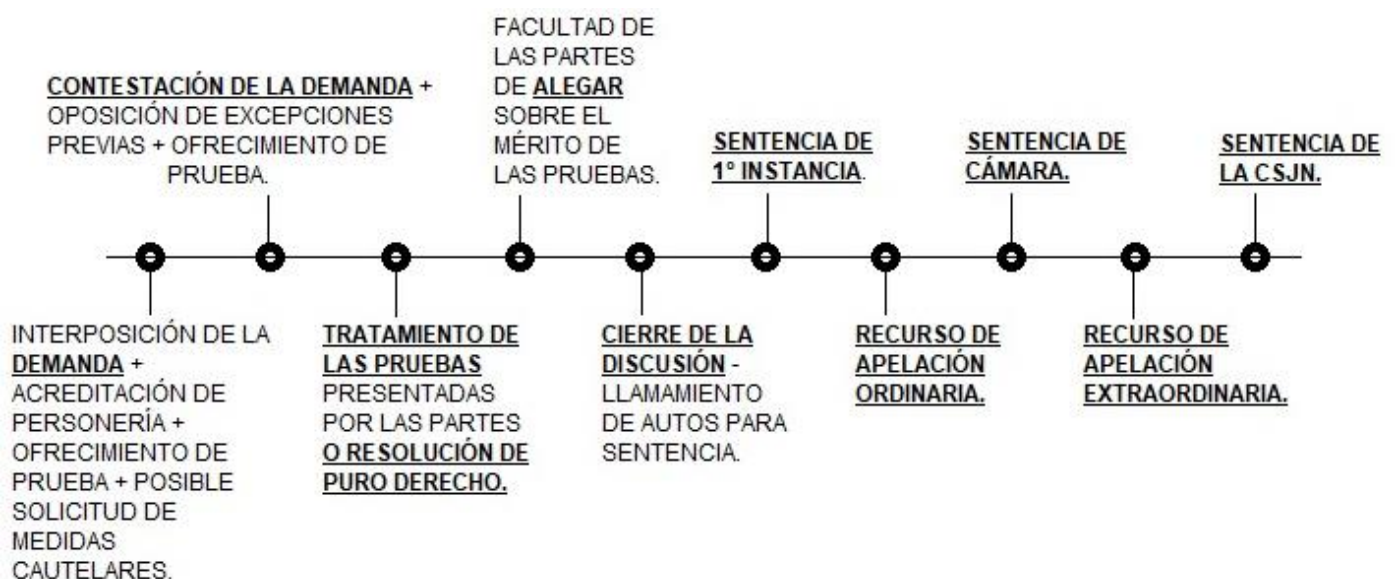 CONTESTACIÓN DE LA DEMANDA +
OPOSICIÓN DE EXCEPCIONES
PREVIAS + OFRECIMIENTO DE
PRUEBA.
FACULTAD DE
LAS PARTES
DE ALEGAR
SOBRE EL
MÉRITO DE
LAS PRUEBAS.
SENTENCIA DE
1° INSTANCIA.
SENTENCIA DE
CÁMARA.
SENTENCIA DE
LA CSJN.
INTERPOSICIÓN DE LA
DEMANDA +
ACREDITACIÓN DE
PERSONERÍA +
OFRECIMIENTO DE
PRUEBA + POSIBLE
SOLICITUD DE
MEDIDAS
CAUTELARES.
TRATAMIENTO DE
LAS PRUEBAS
PRESENTADAS
POR LAS PARTES
O RESOLUCIÓN DE
PURO DERECHO.
CIERRE DE LA
DISCUSIÓN -
LLAMAMIENTO
DE AUTOS PARA
SENTENCIA.
RECURSO DE
APELACIÓN
ORDINARIA.
RECURSO DE
APELACIÓN
EXTRAORDINARIA.